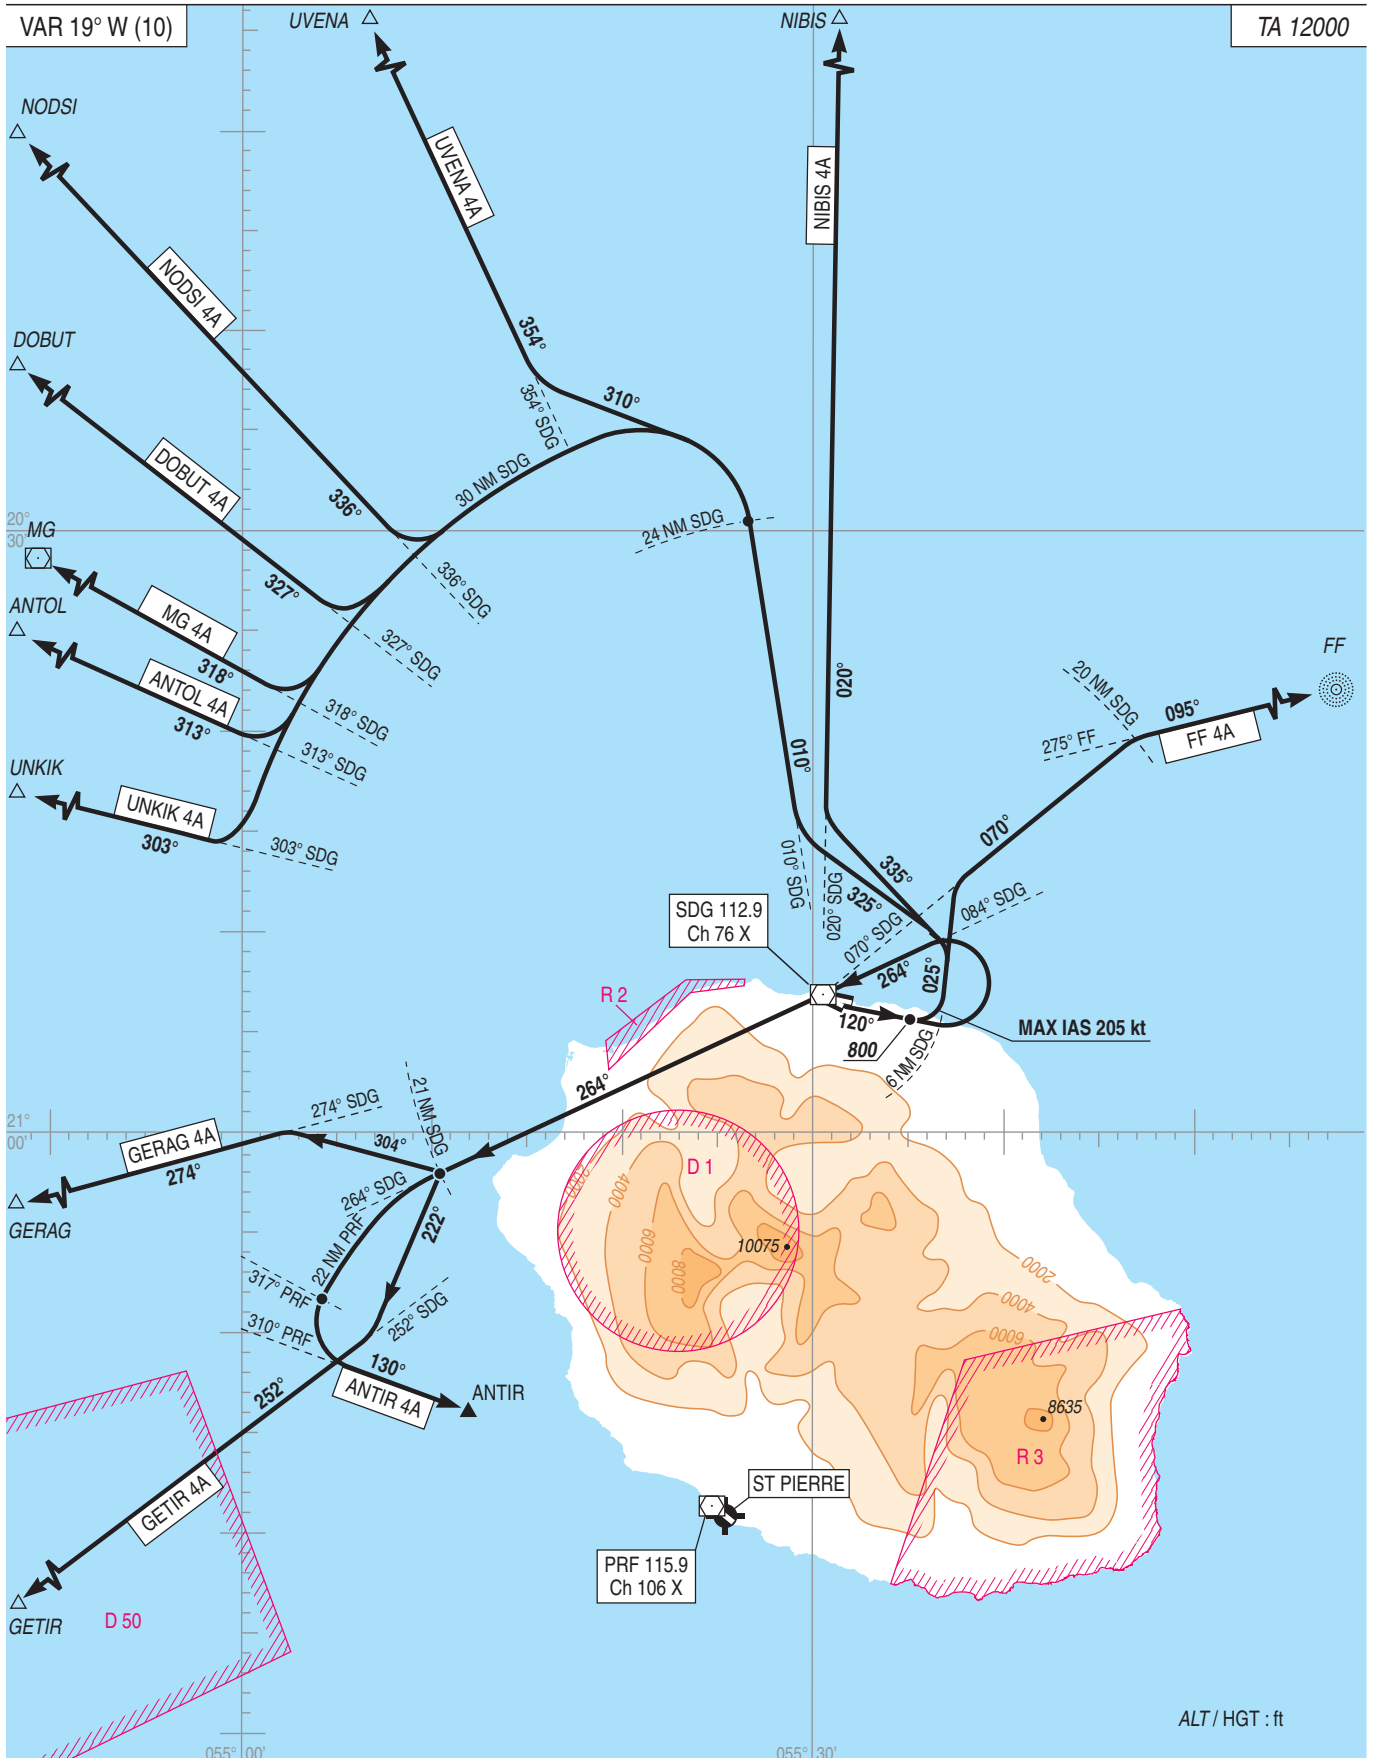 VAR 19° W (10)
UVENA
NIBIS
TA 12000
NODSI
UVENA 4A
NIBIS 4A
NODSI 4A
DOBUT
354°
310°
354° SDG
DOBUT 4A
30 NM SDG
336°
24 NM SDG
20°
30'
MG
327°
336° SDG
ANTOL
MG 4A
327° SDG
318°
FF
020°
20 NM SDG
095°
ANTOL 4A
318° SDG
313°
FF 4A
275° FF
010°
313° SDG
UNKIK
UNKIK 4A
303°
303° SDG
070°
335°
010° SDG
325°
020° SDG
084° SDG
SDG 112.9
Ch 76 X
070° SDG
264°
025°
R 2
120°
MAX IAS 205 kt
800
6 NM SDG
264°
274° SDG
21 NM SDG
21°
00'
GERAG 4A
304°
274°
D 1
2000
4000
264° SDG
GERAG
222°
22 NM PRF
6000
8000
10075
317° PRF
2000
4000
6000
310° PRF
252° SDG
130°
ANTIR
252°
ANTIR 4A
8635
R 3
GETIR 4A
ST PIERRE
PRF 115.9
Ch 106 X
GETIR
D 50
ALT / HGT : ft
055° 00'
055° 30'